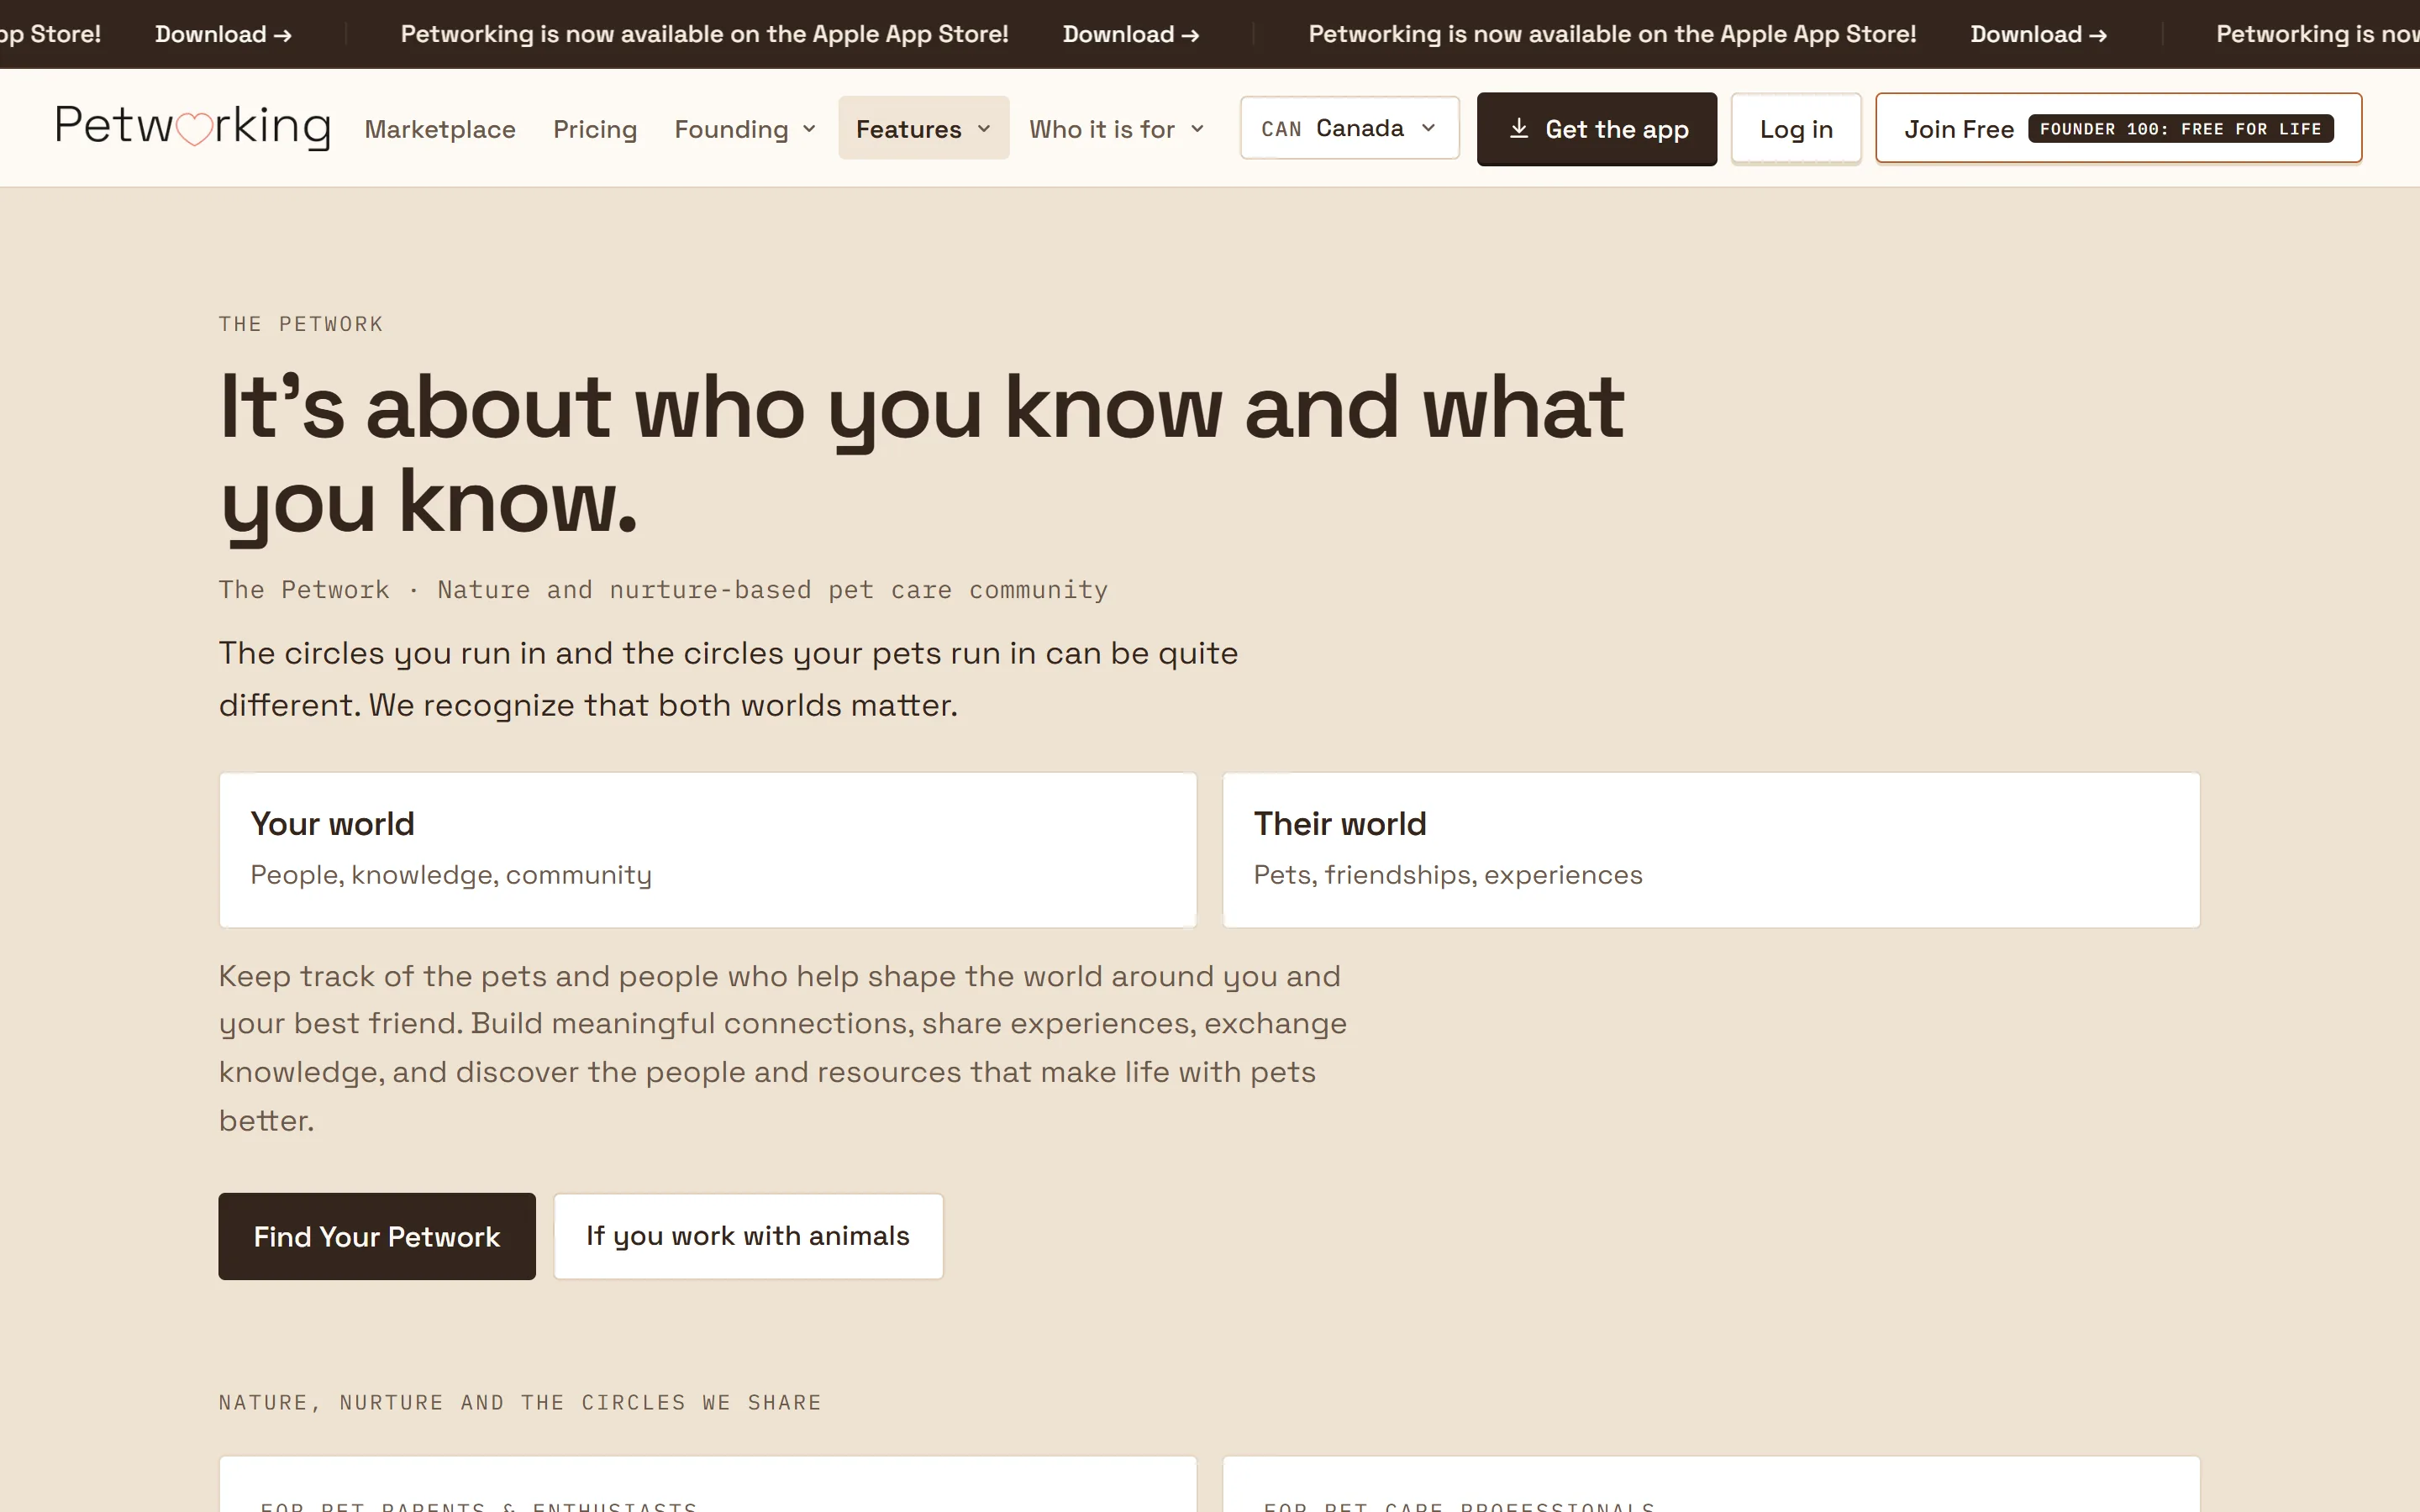 pp Store! Download → Petworking is now available on the Apple App Store! Download → Petworking is now available on the Apple App Store! Download → Petworking is now
Petworking Marketplace Pricing Founding Features Who it is for CAN Canada Get the app Log in Join Free FOUNDER 100: FREE FOR LIFE
THE PETWORK
It's about who you know and what
you know.
The Petwork · Nature and nurture-based pet care community
The circles you run in and the circles your pets run in can be quite
different. We recognize that both worlds matter.
Your world
People, knowledge, community
Their world
Pets, friendships, experiences
Keep track of the pets and people who help shape the world around you and
your best friend. Build meaningful connections, share experiences, exchange
knowledge, and discover the people and resources that make life with pets
better.
Find Your Petwork
If you work with animals
NATURE, NURTURE AND THE CIRCLES WE SHARE
FOR PET PARENTS & ENTHUSIASTS
FOR PET CARE PROFESSIONALS